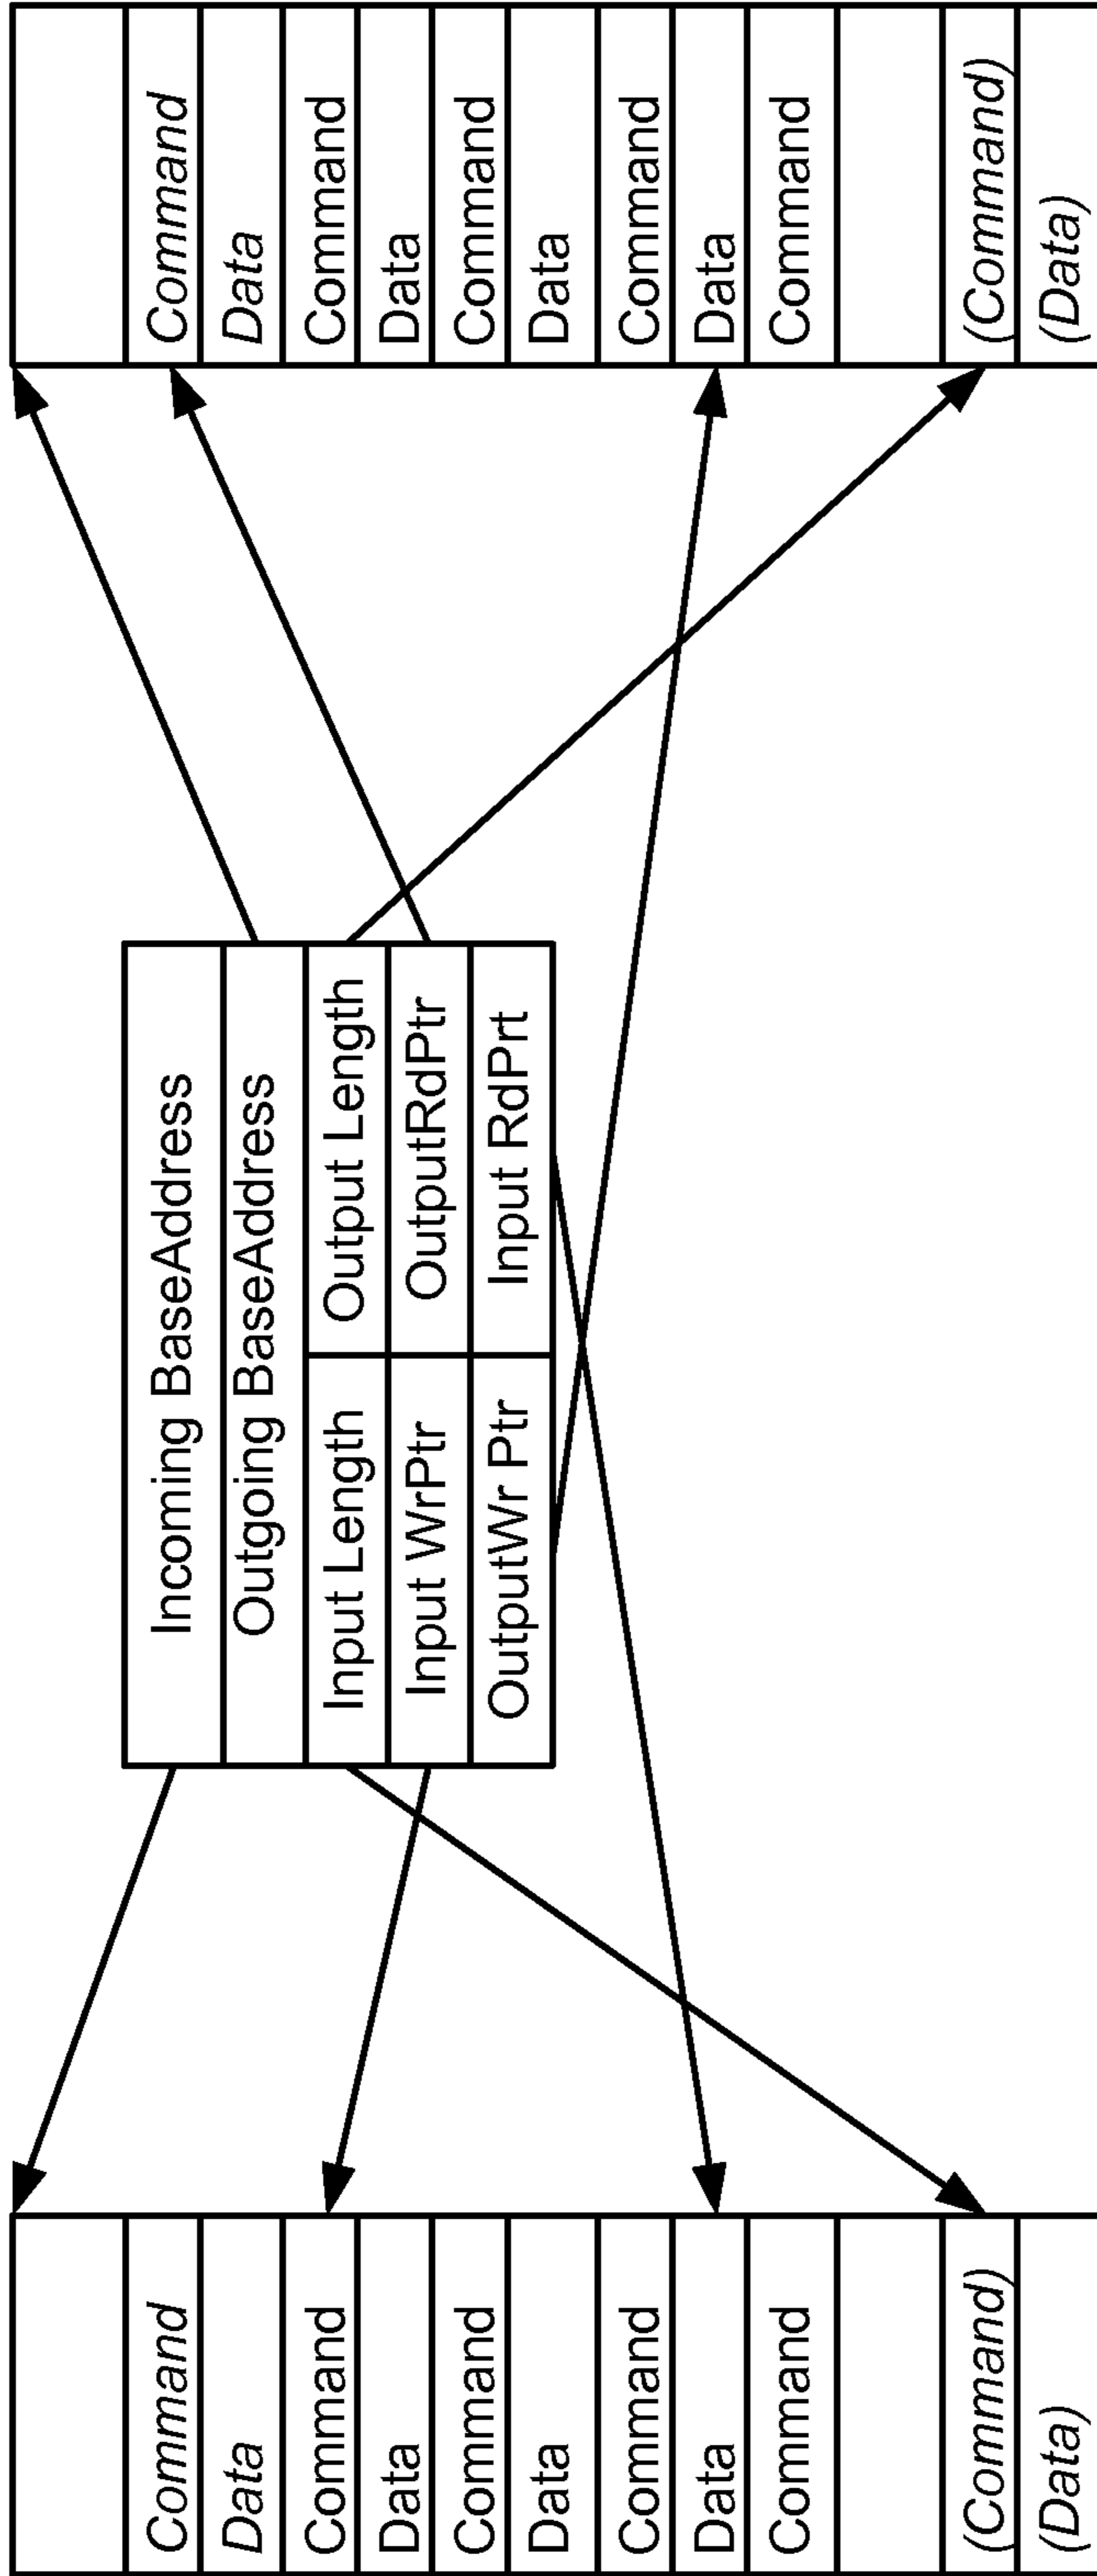 Command
Data
Command
Data
Command
Data
Command
Data
Command
(Command)
(Data)
Incoming BaseAddress
Outgoing BaseAddress
Input Length
Output Length
Input WrPtr
OutputRdPtr
OutputWr Ptr
Input RdPrt
Command
Data
Command
Data
Command
Data
Command
Data
Command
(Command)
(Data)